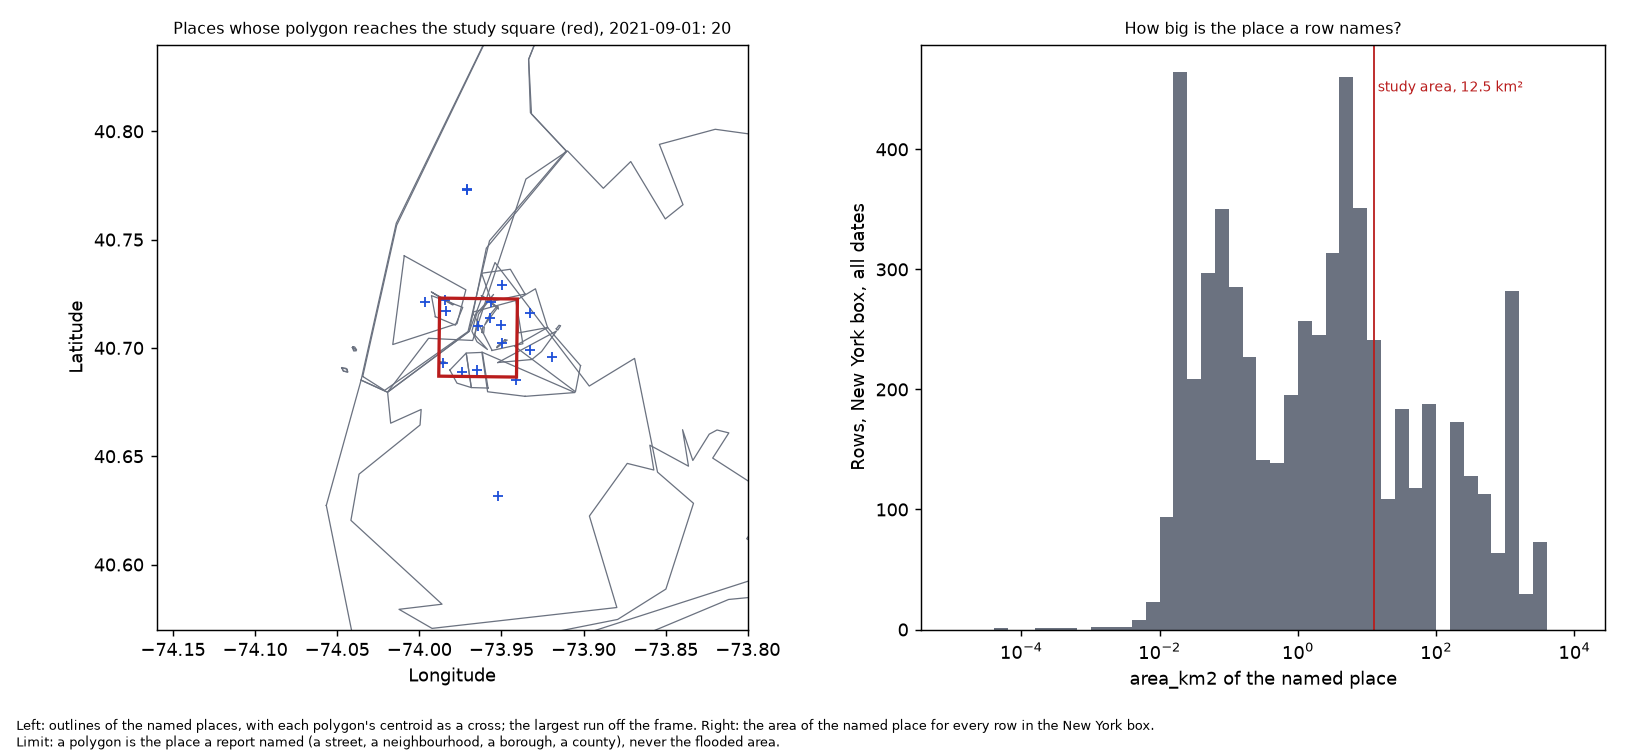 Places whose polygon reaches the study square (red), 2021-09-01: 20
40.80
40.75
40.70
40.65
40.60
Latitude
−74.15 −74.10 −74.05 −74.00 −73.95 −73.90 −73.85 −73.80
Longitude
How big is the place a row names?
study area, 12.5 km²
400
300
200
100
0
Rows, New York box, all dates
10⁻⁴ 10⁻² 10⁰ 10² 10⁴
area_km2 of the named place
Left: outlines of the named places, with each polygon's centroid as a cross; the largest run off the frame. Right: the area of the named place for every row in the New York box.
Limit: a polygon is the place a report named (a street, a neighbourhood, a borough, a county), never the flooded area.